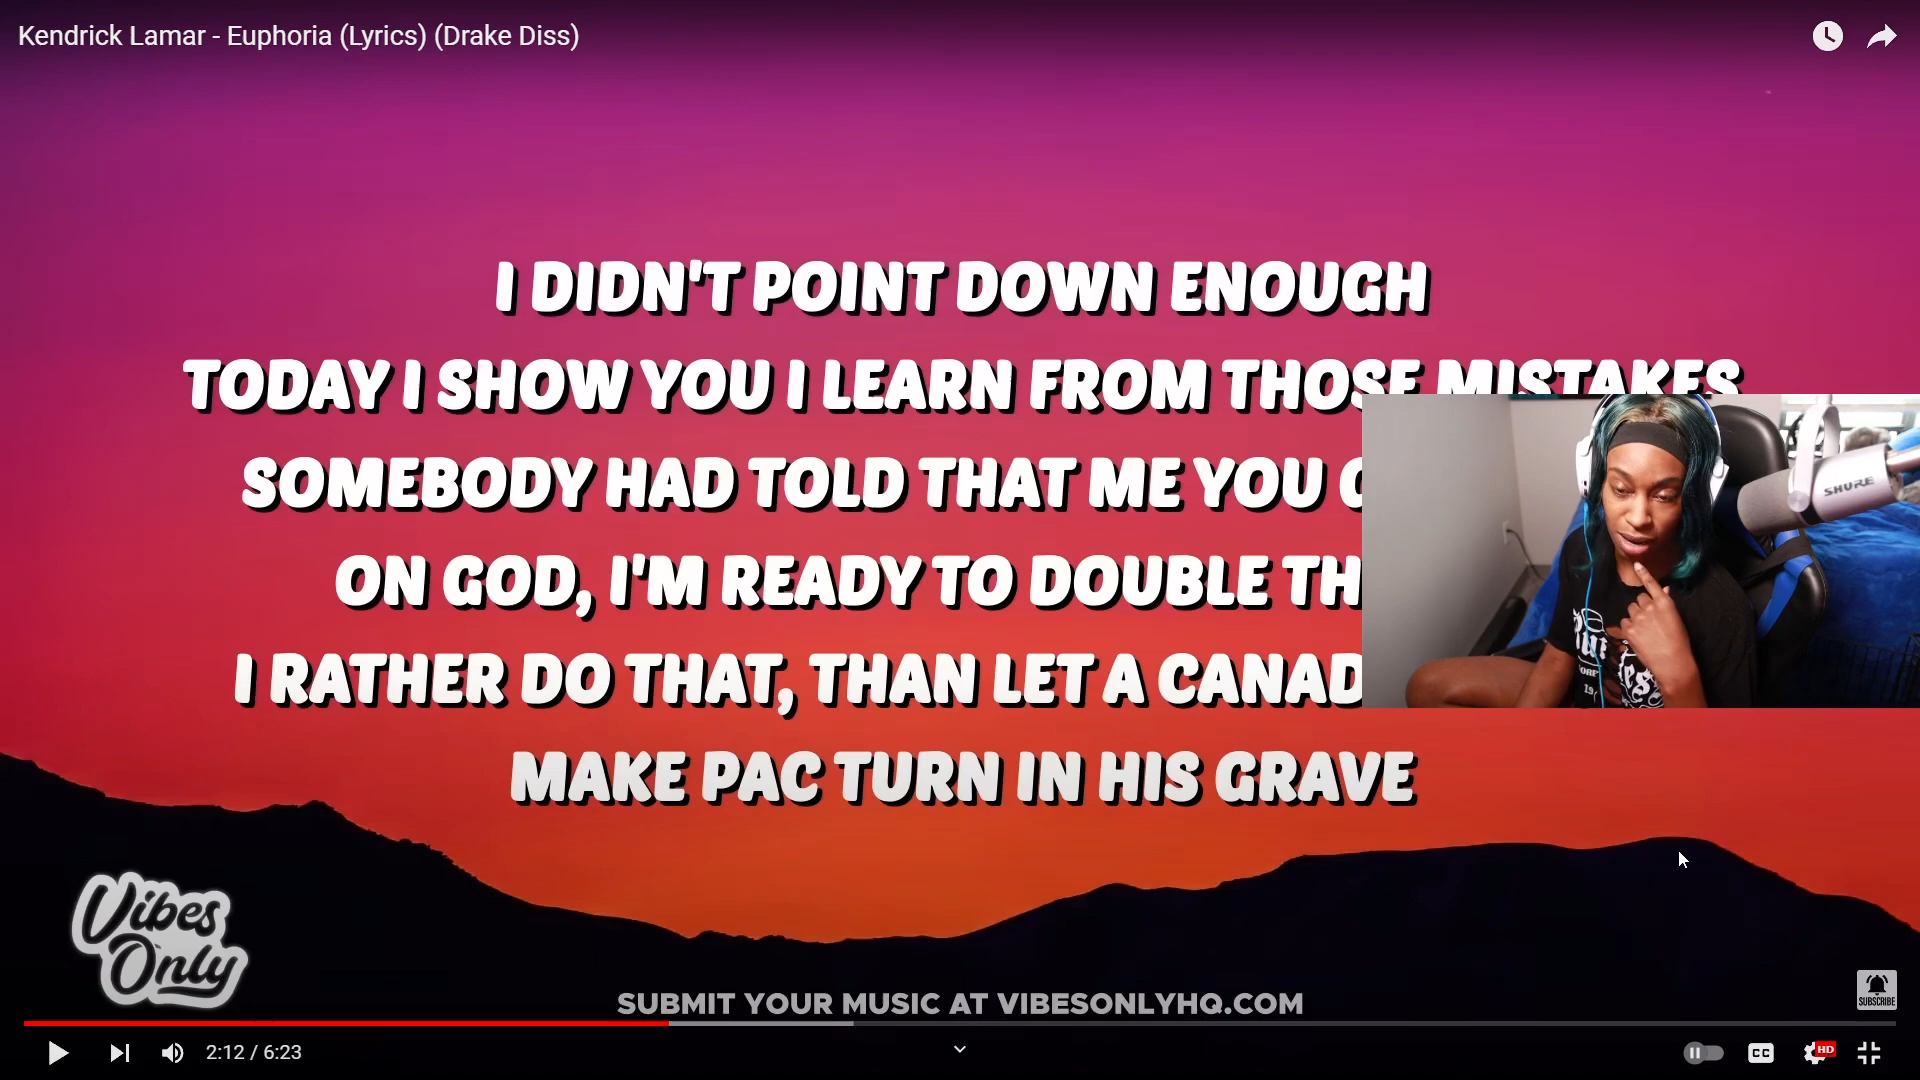 Kendrick Lamar - Euphoria (Lyrics) (Drake Diss)
I DIDN'T POINT DOWN ENOUGH
TODAY I SHOW YOU I LEARN FROM THOSE MISTAKES
SOMEBODY HAD TOLD THAT ME YOU
ON GOD, I'M READY TO DOUBLE
I RATHER DO THAT, THAN LET A CANAD
MAKE PAC TURN IN HIS GRAVE
SHURE
Vibes
Only
SUBMIT YOUR MUSIC AT VIBESONLYHQ.COM
SUBSCRIBE
2:12 / 6:23
CC
HD